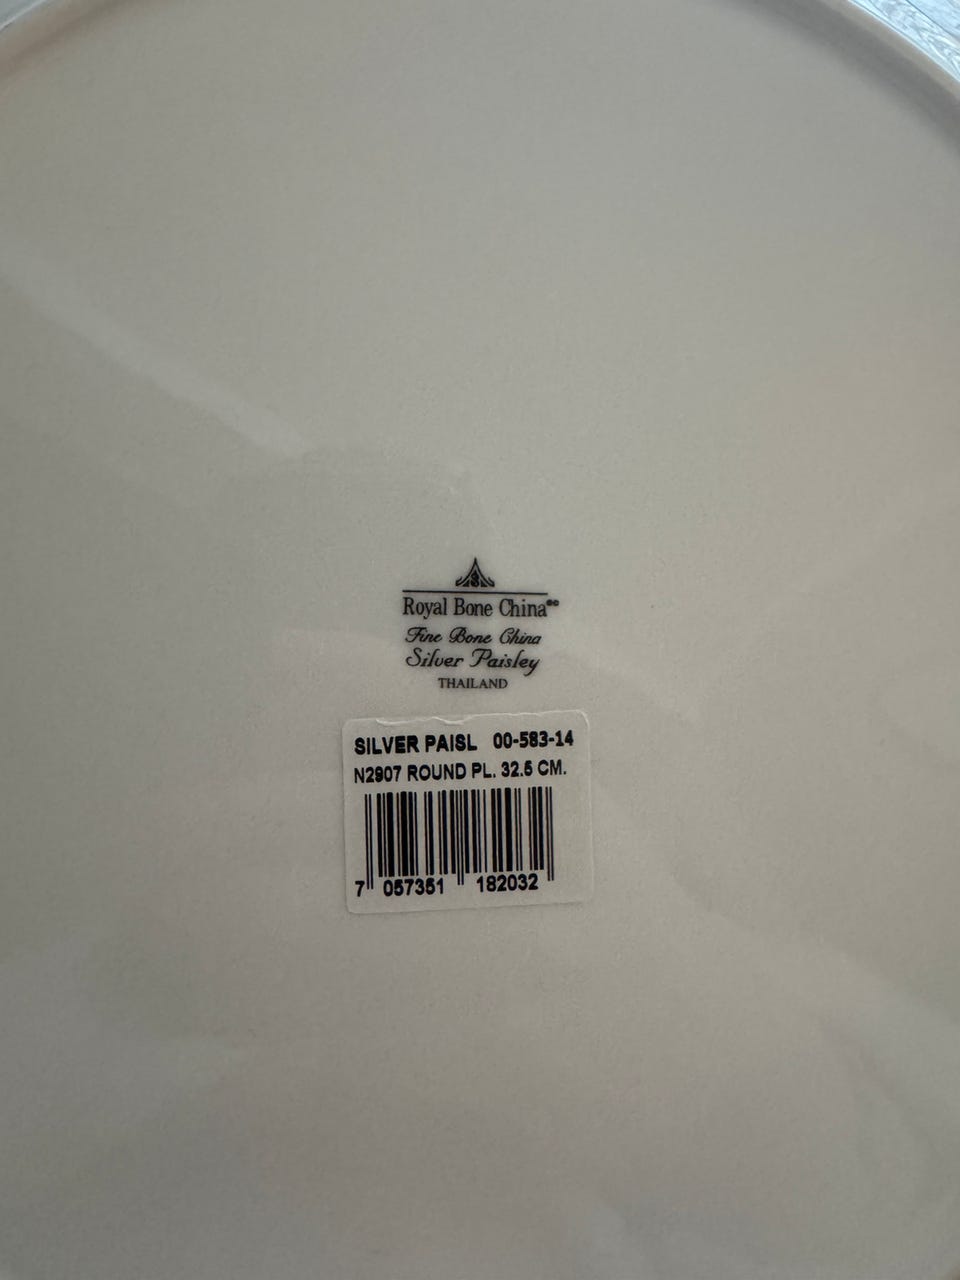 Royal Bone China
Fine Bone China
Silver Paisley
THAILAND
SILVER PAISL 00-583-14
N2907 ROUND PL. 32.5 CM.
7 057351 182032